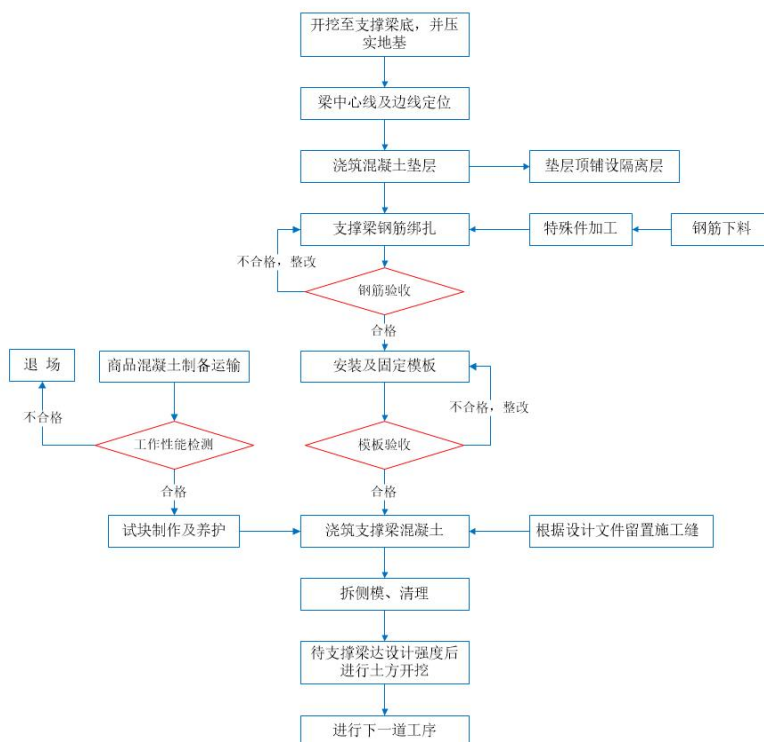 开挖至支撑梁底，并压
实地基
梁中心线及边线定位
浇筑混凝土垫层
垫层顶铺设隔离层
支撑梁钢筋绑扎
特殊件加工
钢筋下料
不合格，整改
钢筋验收
合格
退 场
商品混凝土制备运输
安装及固定模板
不合格
不合格，整改
工作性能检测
模板验收
合格
合格
试块制作及养护
浇筑支撑梁混凝土
根据设计文件留置施工缝
拆侧模、清理
待支撑梁达设计强度后
进行土方开挖
进行下一道工序